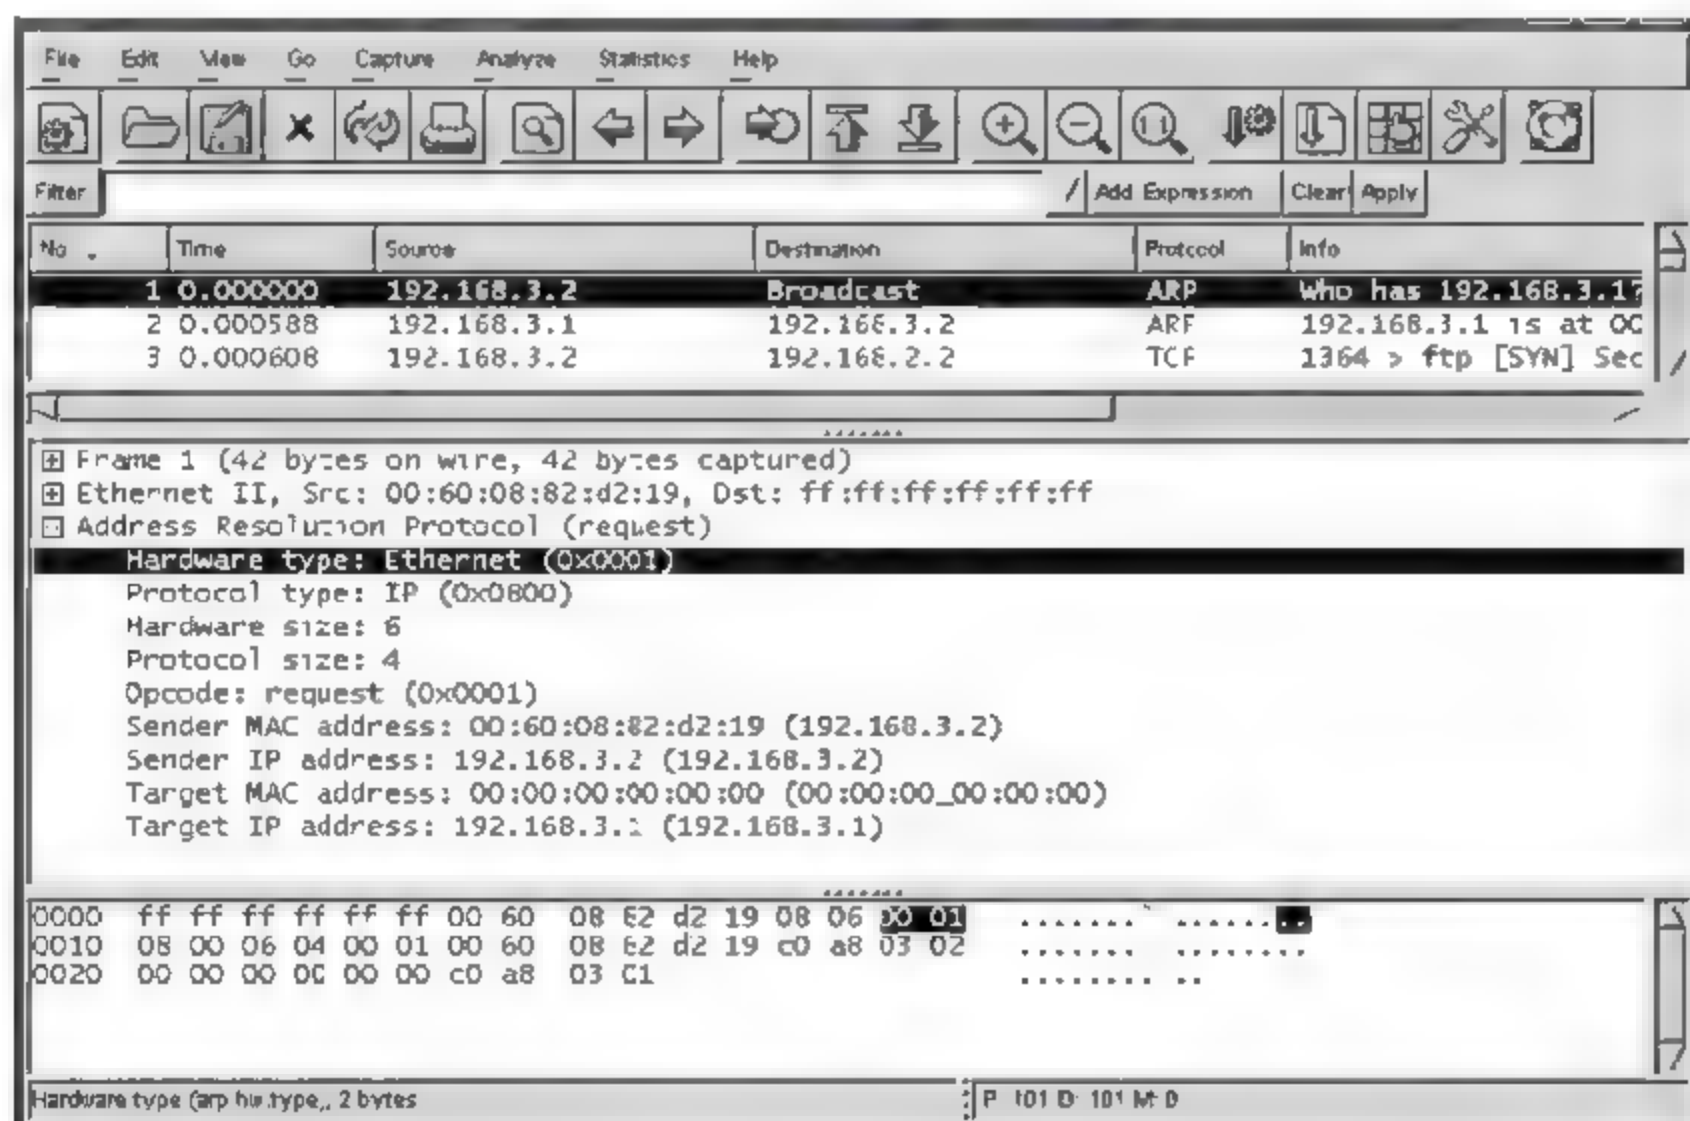 File Edit View Go Capture Analyze Statistics Help
Filter / Add Expression Clear Apply
No . Time Source Destination Protocol Info
1 0.000000 192.168.3.2 Broadcast ARP Who has 192.168.3.1?
2 0.000588 192.168.3.1 192.168.3.2 ARP 192.168.3.1 is at 00
3 0.000608 192.168.3.2 192.168.2.2 TCP 1364 > ftp [SYN] Sec
Frame 1 (42 bytes on wire, 42 bytes captured)
Ethernet II, Src: 00:60:08:82:d2:19, Dst: ff:ff:ff:ff:ff:ff
Address Resolution Protocol (request)
Hardware type: Ethernet (0x0001)
Protocol type: IP (0x0800)
Hardware size: 6
Protocol size: 4
Opcode: request (0x0001)
Sender MAC address: 00:60:08:82:d2:19 (192.168.3.2)
Sender IP address: 192.168.3.2 (192.168.3.2)
Target MAC address: 00:00:00:00:00:00 (00:00:00_00:00:00)
Target IP address: 192.168.3.1 (192.168.3.1)
0000 ff ff ff ff ff ff 00 60 08 82 d2 19 08 06 00 01 .......` ........
0010 08 00 06 04 00 01 00 60 08 82 d2 19 c0 a8 03 02 ....... ........
0020 00 00 00 00 00 00 c0 a8 03 01 ........ ..
Hardware type (arp.hw.type), 2 bytes P: 101 D: 101 M: 0